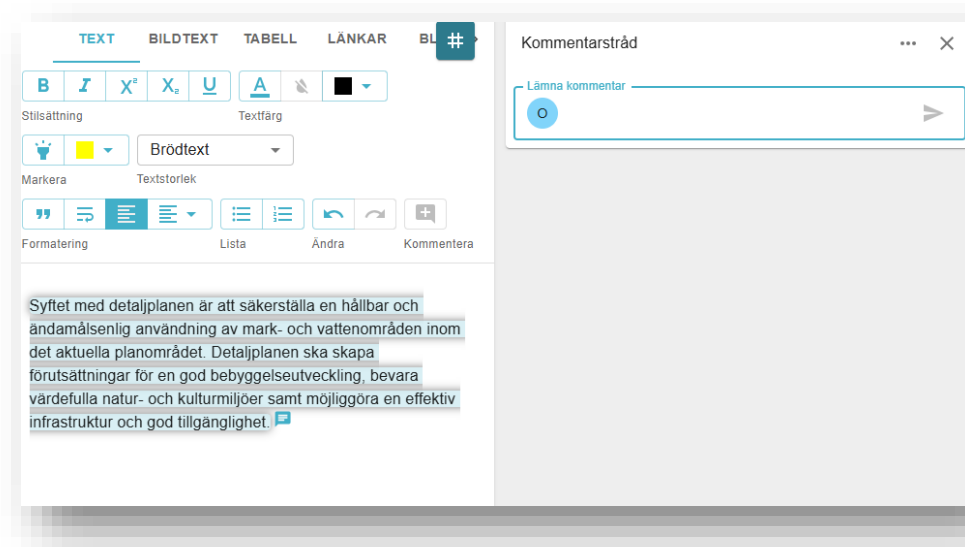 TEXT BILDTEXT TABELL LÄNKAR
#
B I X² X₂ U A
Stilsättning Textfärg
Brödtext
Markera Textstorlek
Formatering Lista Ändra Kommentera
Syftet med detaljplanen är att säkerställa en hållbar och
ändamålsenlig användning av mark- och vattenområden inom
det aktuella planområdet. Detaljplanen ska skapa
förutsättningar för en god bebyggelseutveckling, bevara
värdefulla natur- och kulturmiljöer samt möjliggöra en effektiv
infrastruktur och god tillgänglighet.
Kommentarstråd
Lämna kommentar
O